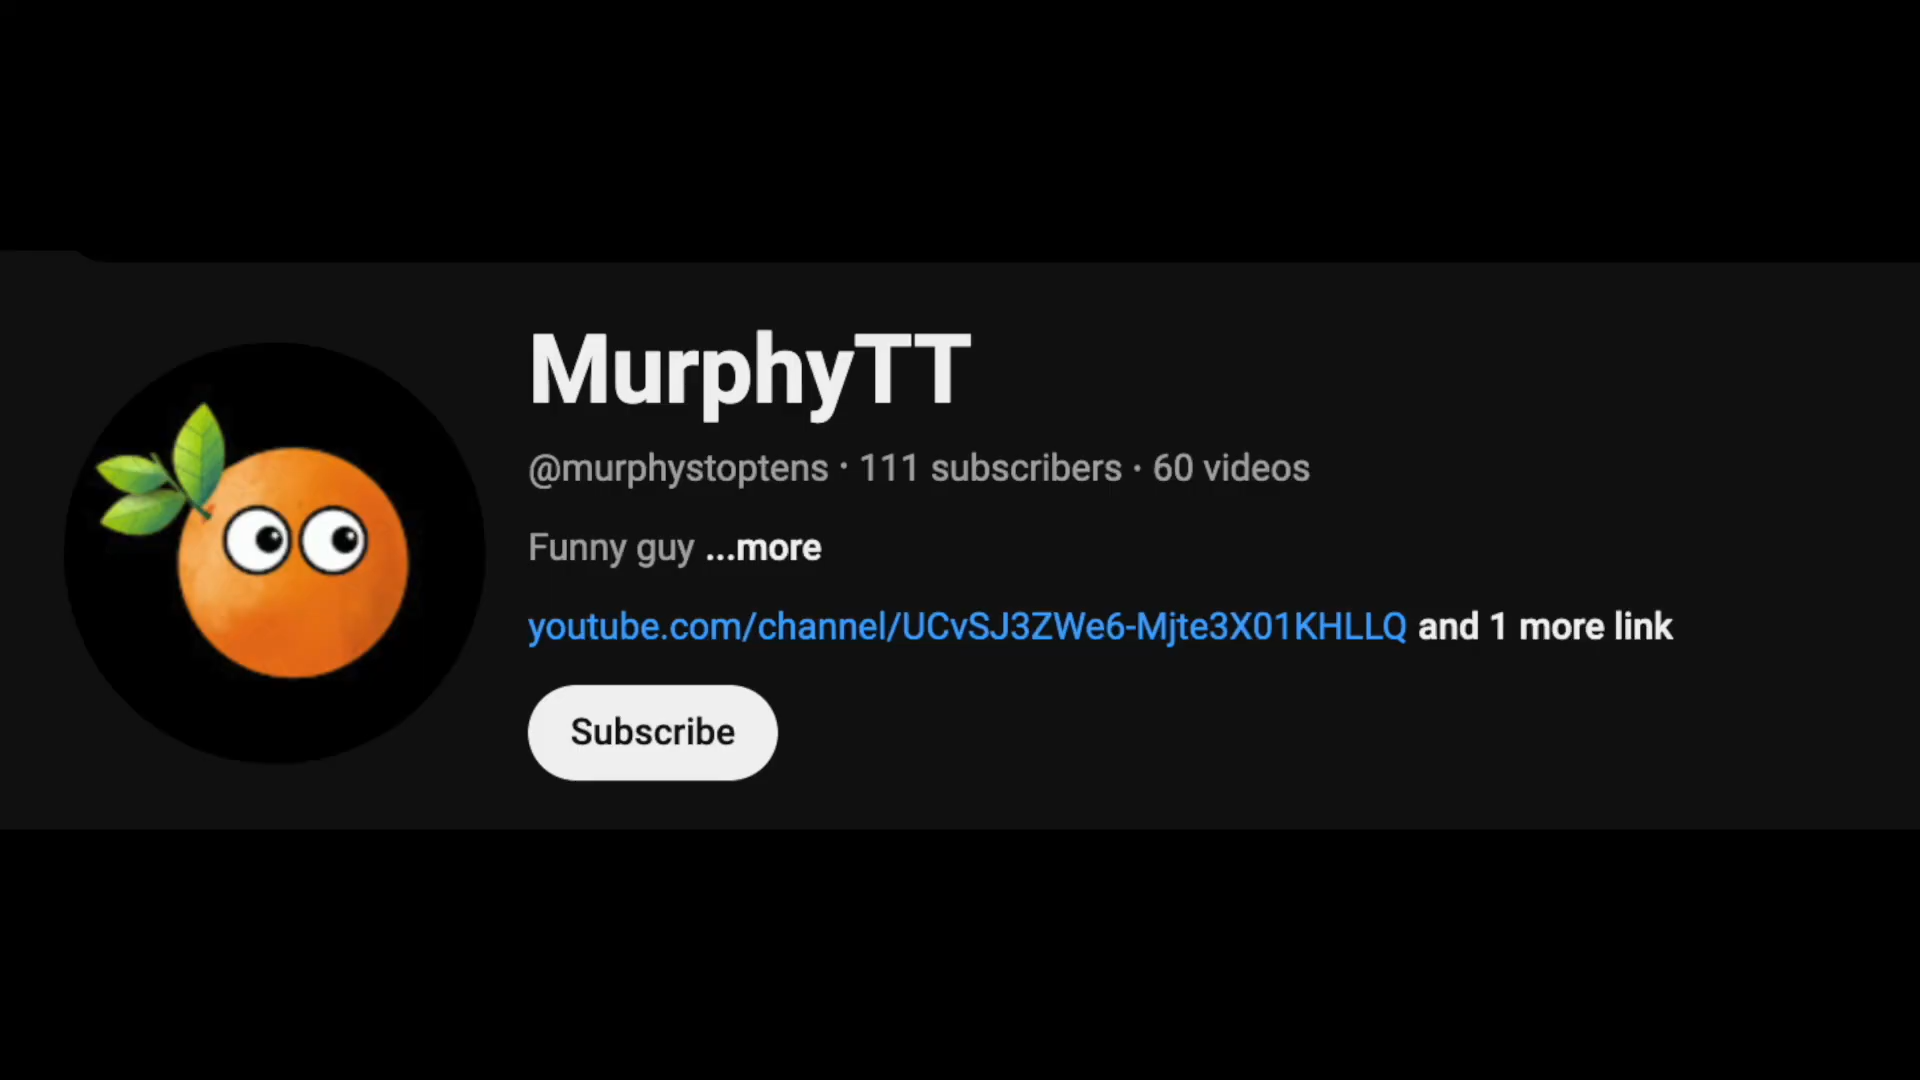 MurphyTT
@murphystoptens · 111 subscribers · 60 videos
Funny guy ...more
youtube.com/channel/UCvSJ3ZWe6-Mjte3X01KHLLQ and 1 more link
Subscribe